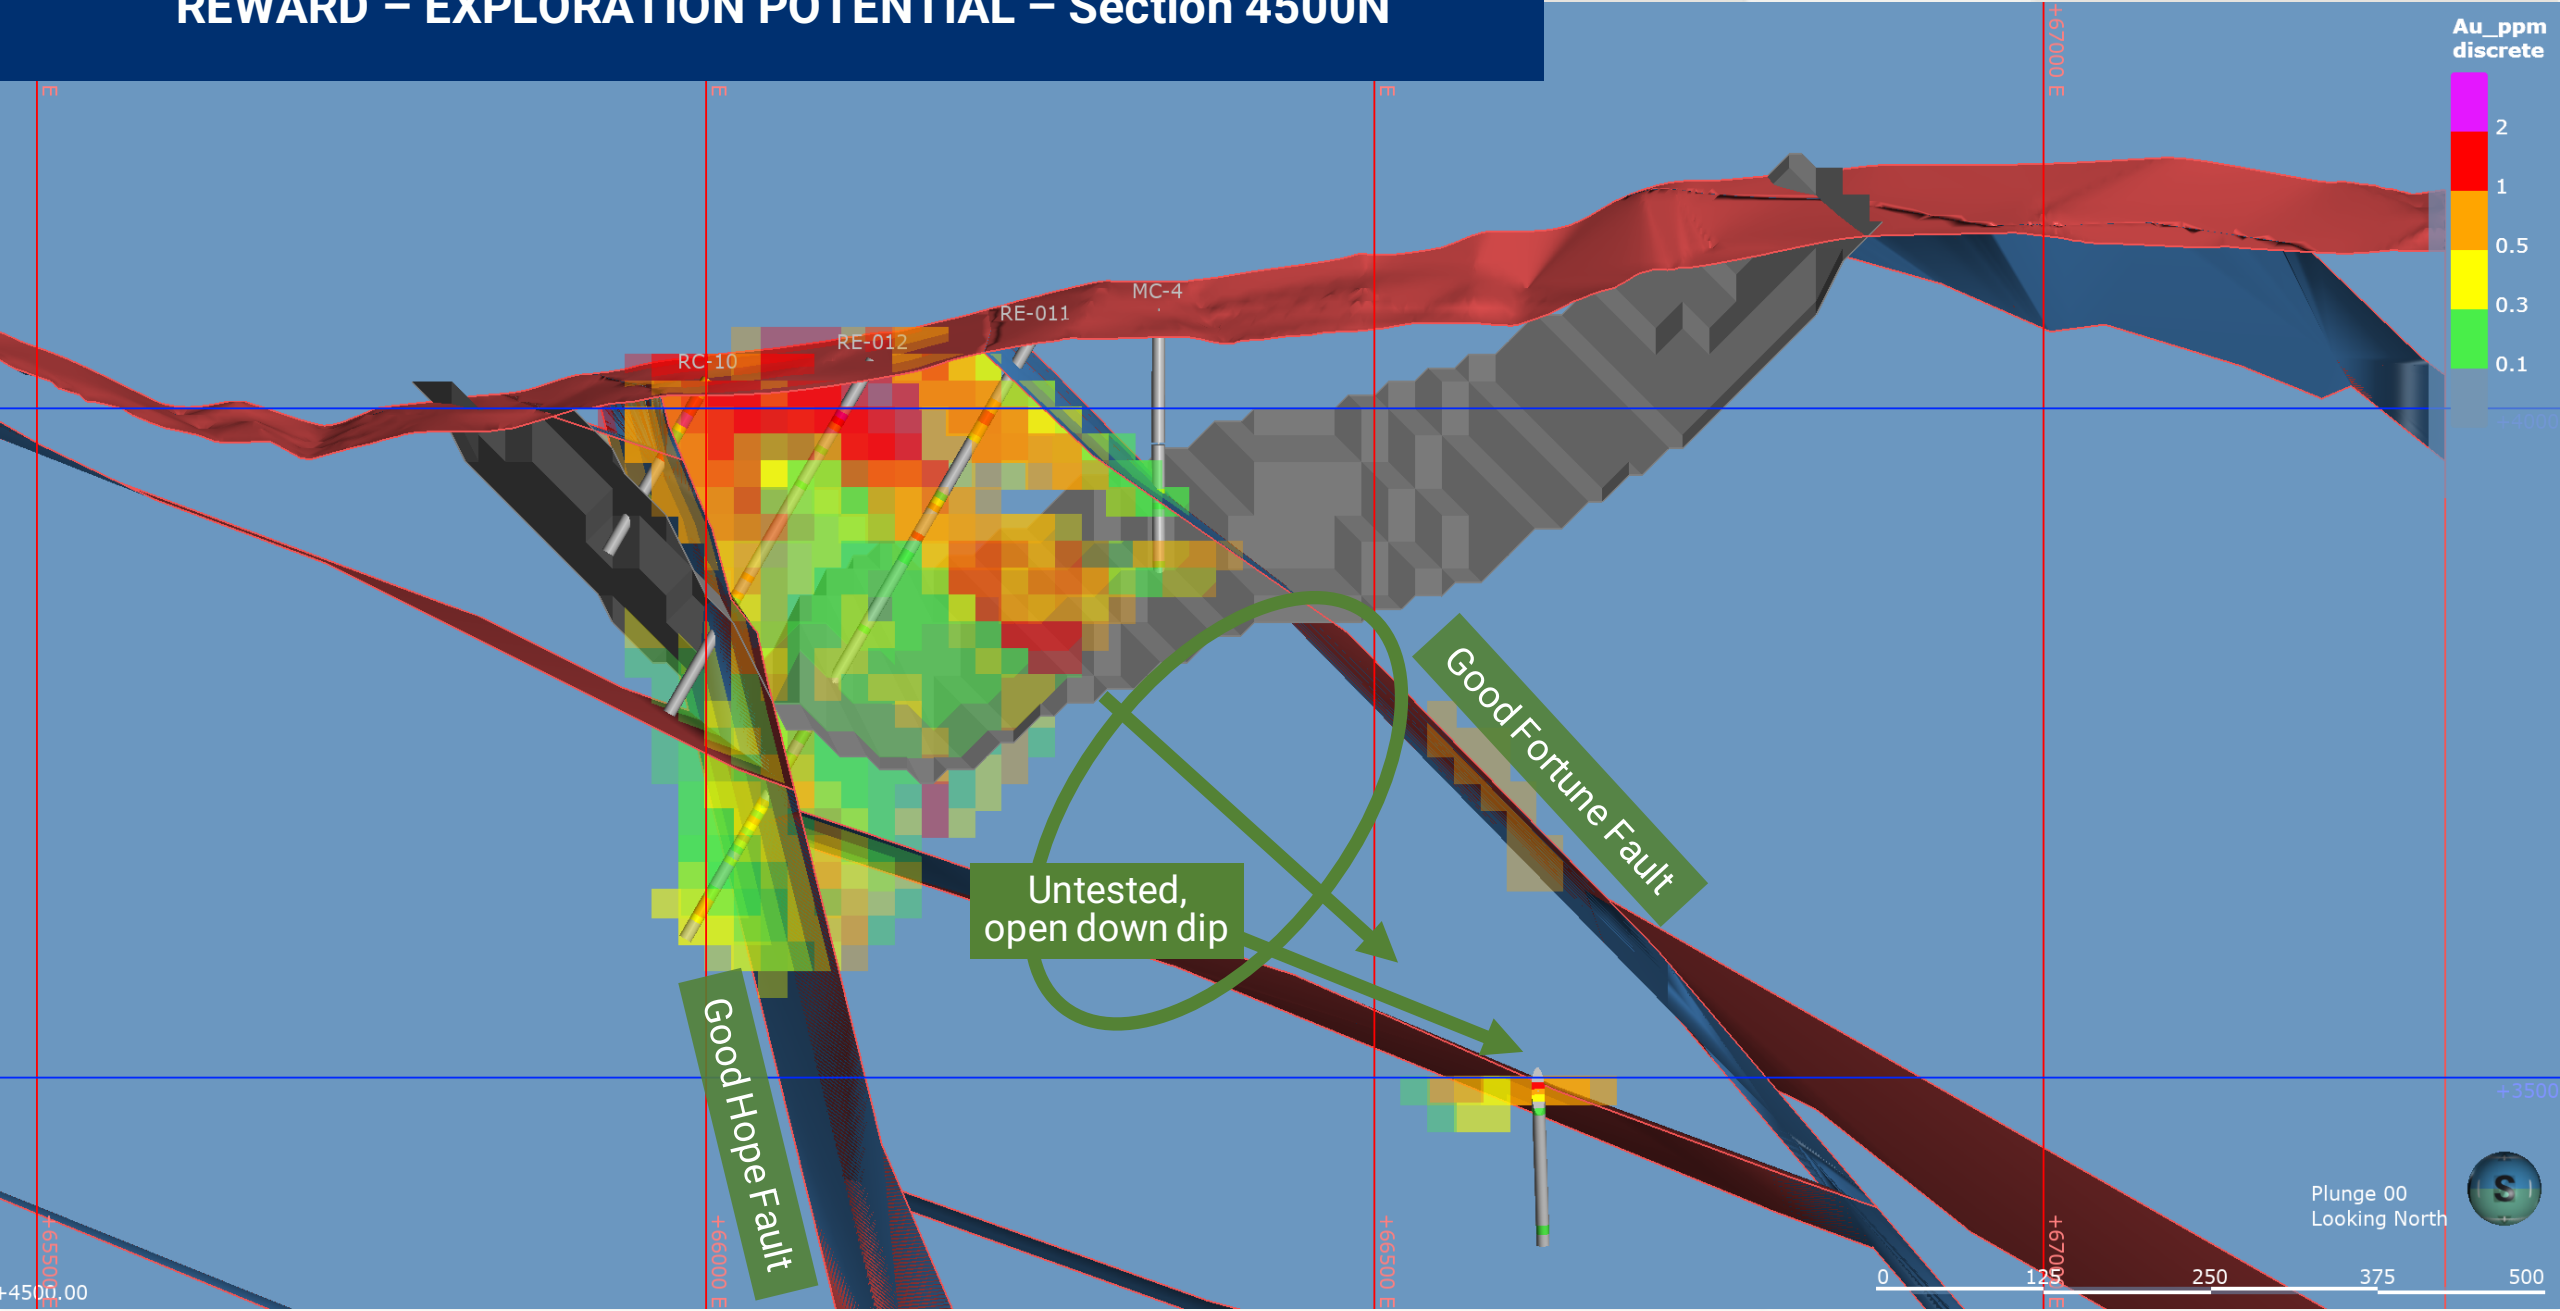 REWARD – EXPLORATION POTENTIAL – Section 4500N
+67000 E
Au_ppm
discrete
E
E
E
2
1
0.5
0.3
0.1
MC-4
RE-011
RE-012
RC-10
Good Fortune Fault
Untested,
open down dip
Good Hope Fault
+3500
S
Plunge 00
Looking North
+65500 E
+66000 E
+66500 E
+67000 E
0
125
250
375
500
+4500.00